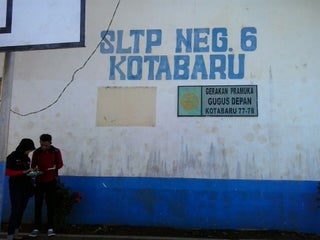 SLTP NEG. 6
KOTABARU
GERAKAN PRAMUKA
GUGUS DEPAN
KOTABARU 77-78